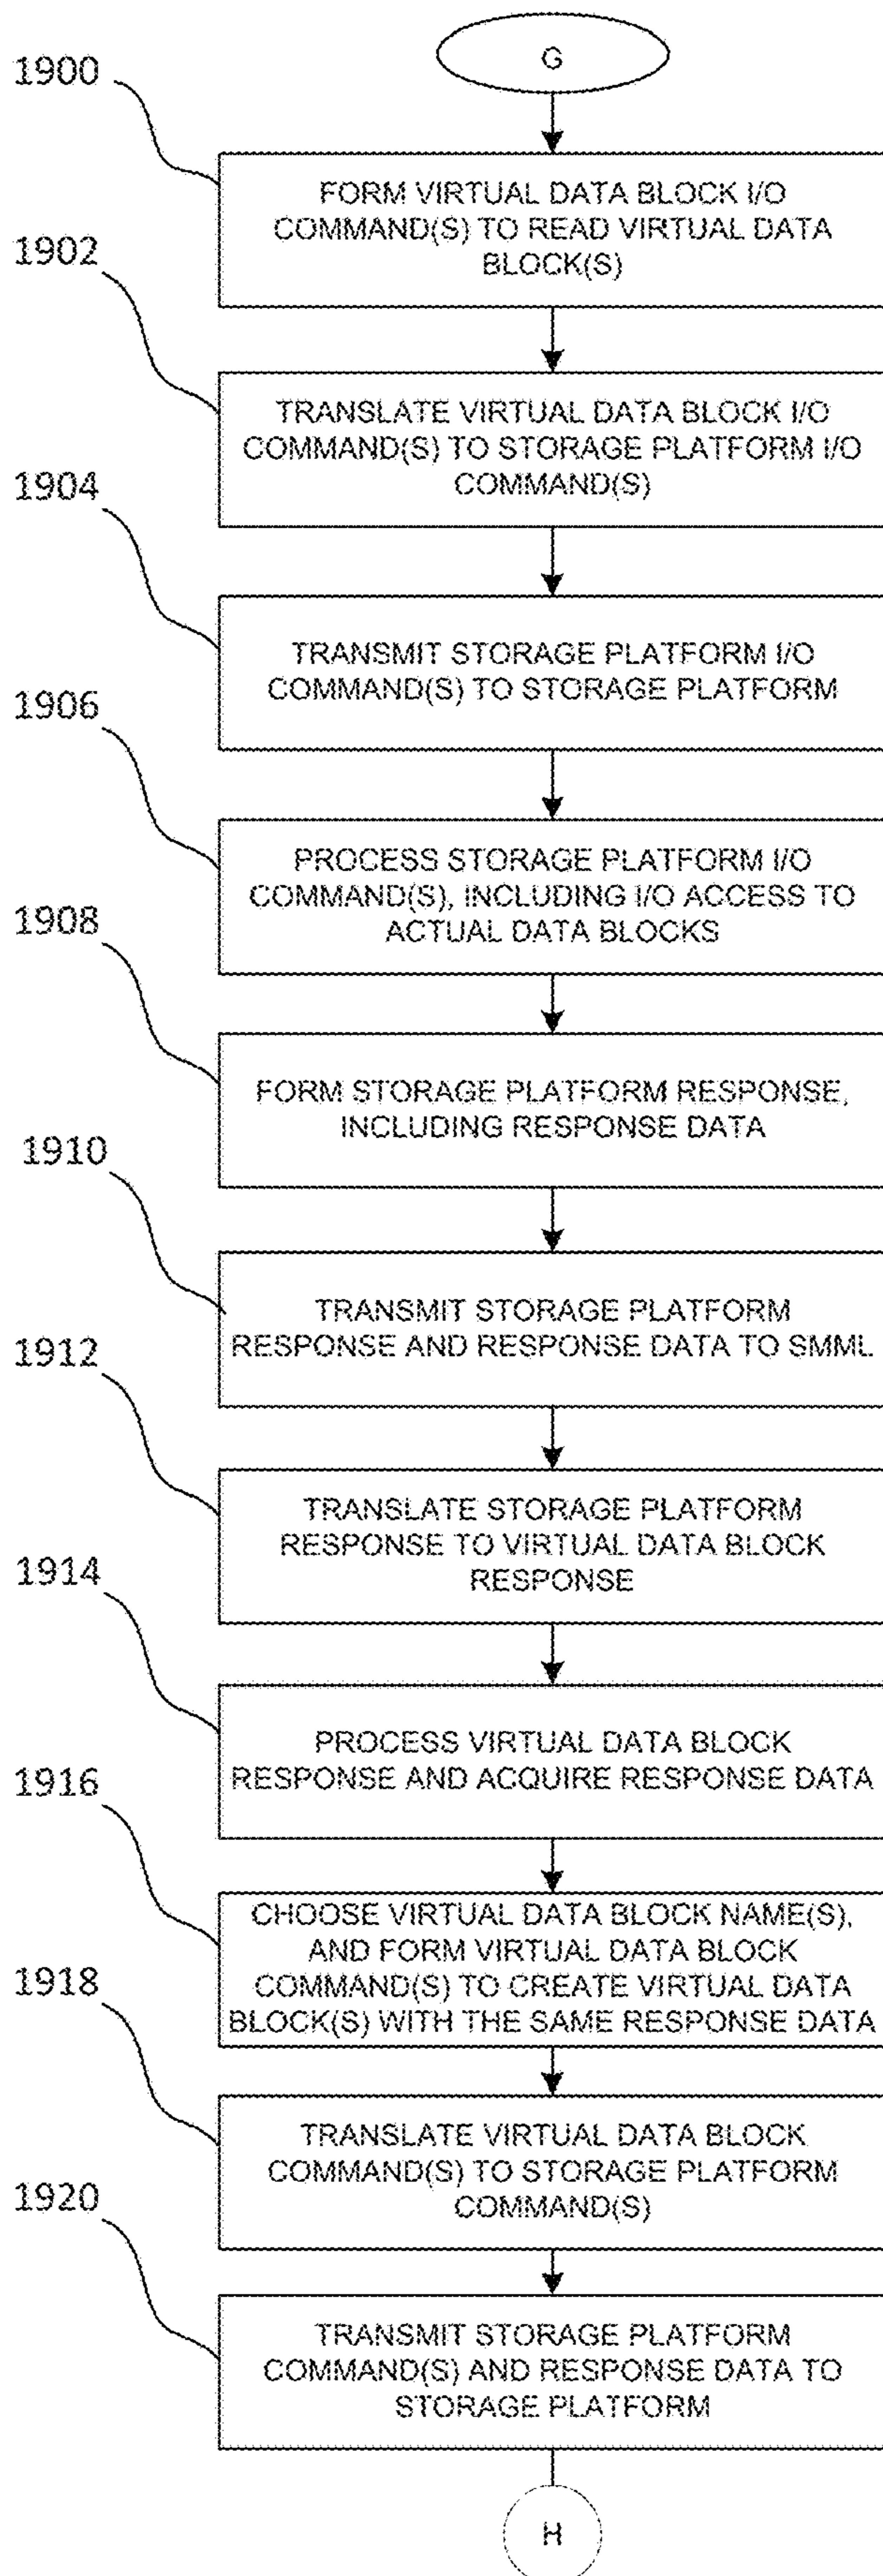 G
1900
FORM VIRTUAL DATA BLOCK I/O
COMMAND(S) TO READ VIRTUAL DATA
BLOCK(S)
1902
TRANSLATE VIRTUAL DATA BLOCK I/O
COMMAND(S) TO STORAGE PLATFORM I/O
COMMAND(S)
1904
TRANSMIT STORAGE PLATFORM I/O
COMMAND(S) TO STORAGE PLATFORM
1906
PROCESS STORAGE PLATFORM I/O
COMMAND(S), INCLUDING I/O ACCESS TO
ACTUAL DATA BLOCKS
1908
FORM STORAGE PLATFORM RESPONSE,
INCLUDING RESPONSE DATA
1910
TRANSMIT STORAGE PLATFORM
RESPONSE AND RESPONSE DATA TO SMML
1912
TRANSLATE STORAGE PLATFORM
RESPONSE TO VIRTUAL DATA BLOCK
RESPONSE
1914
PROCESS VIRTUAL DATA BLOCK
RESPONSE AND ACQUIRE RESPONSE DATA
1916
CHOOSE VIRTUAL DATA BLOCK NAME(S),
AND FORM VIRTUAL DATA BLOCK
COMMAND(S) TO CREATE VIRTUAL DATA
BLOCK(S) WITH THE SAME RESPONSE DATA
1918
TRANSLATE VIRTUAL DATA BLOCK
COMMAND(S) TO STORAGE PLATFORM
COMMAND(S)
1920
TRANSMIT STORAGE PLATFORM
COMMAND(S) AND RESPONSE DATA TO
STORAGE PLATFORM
H